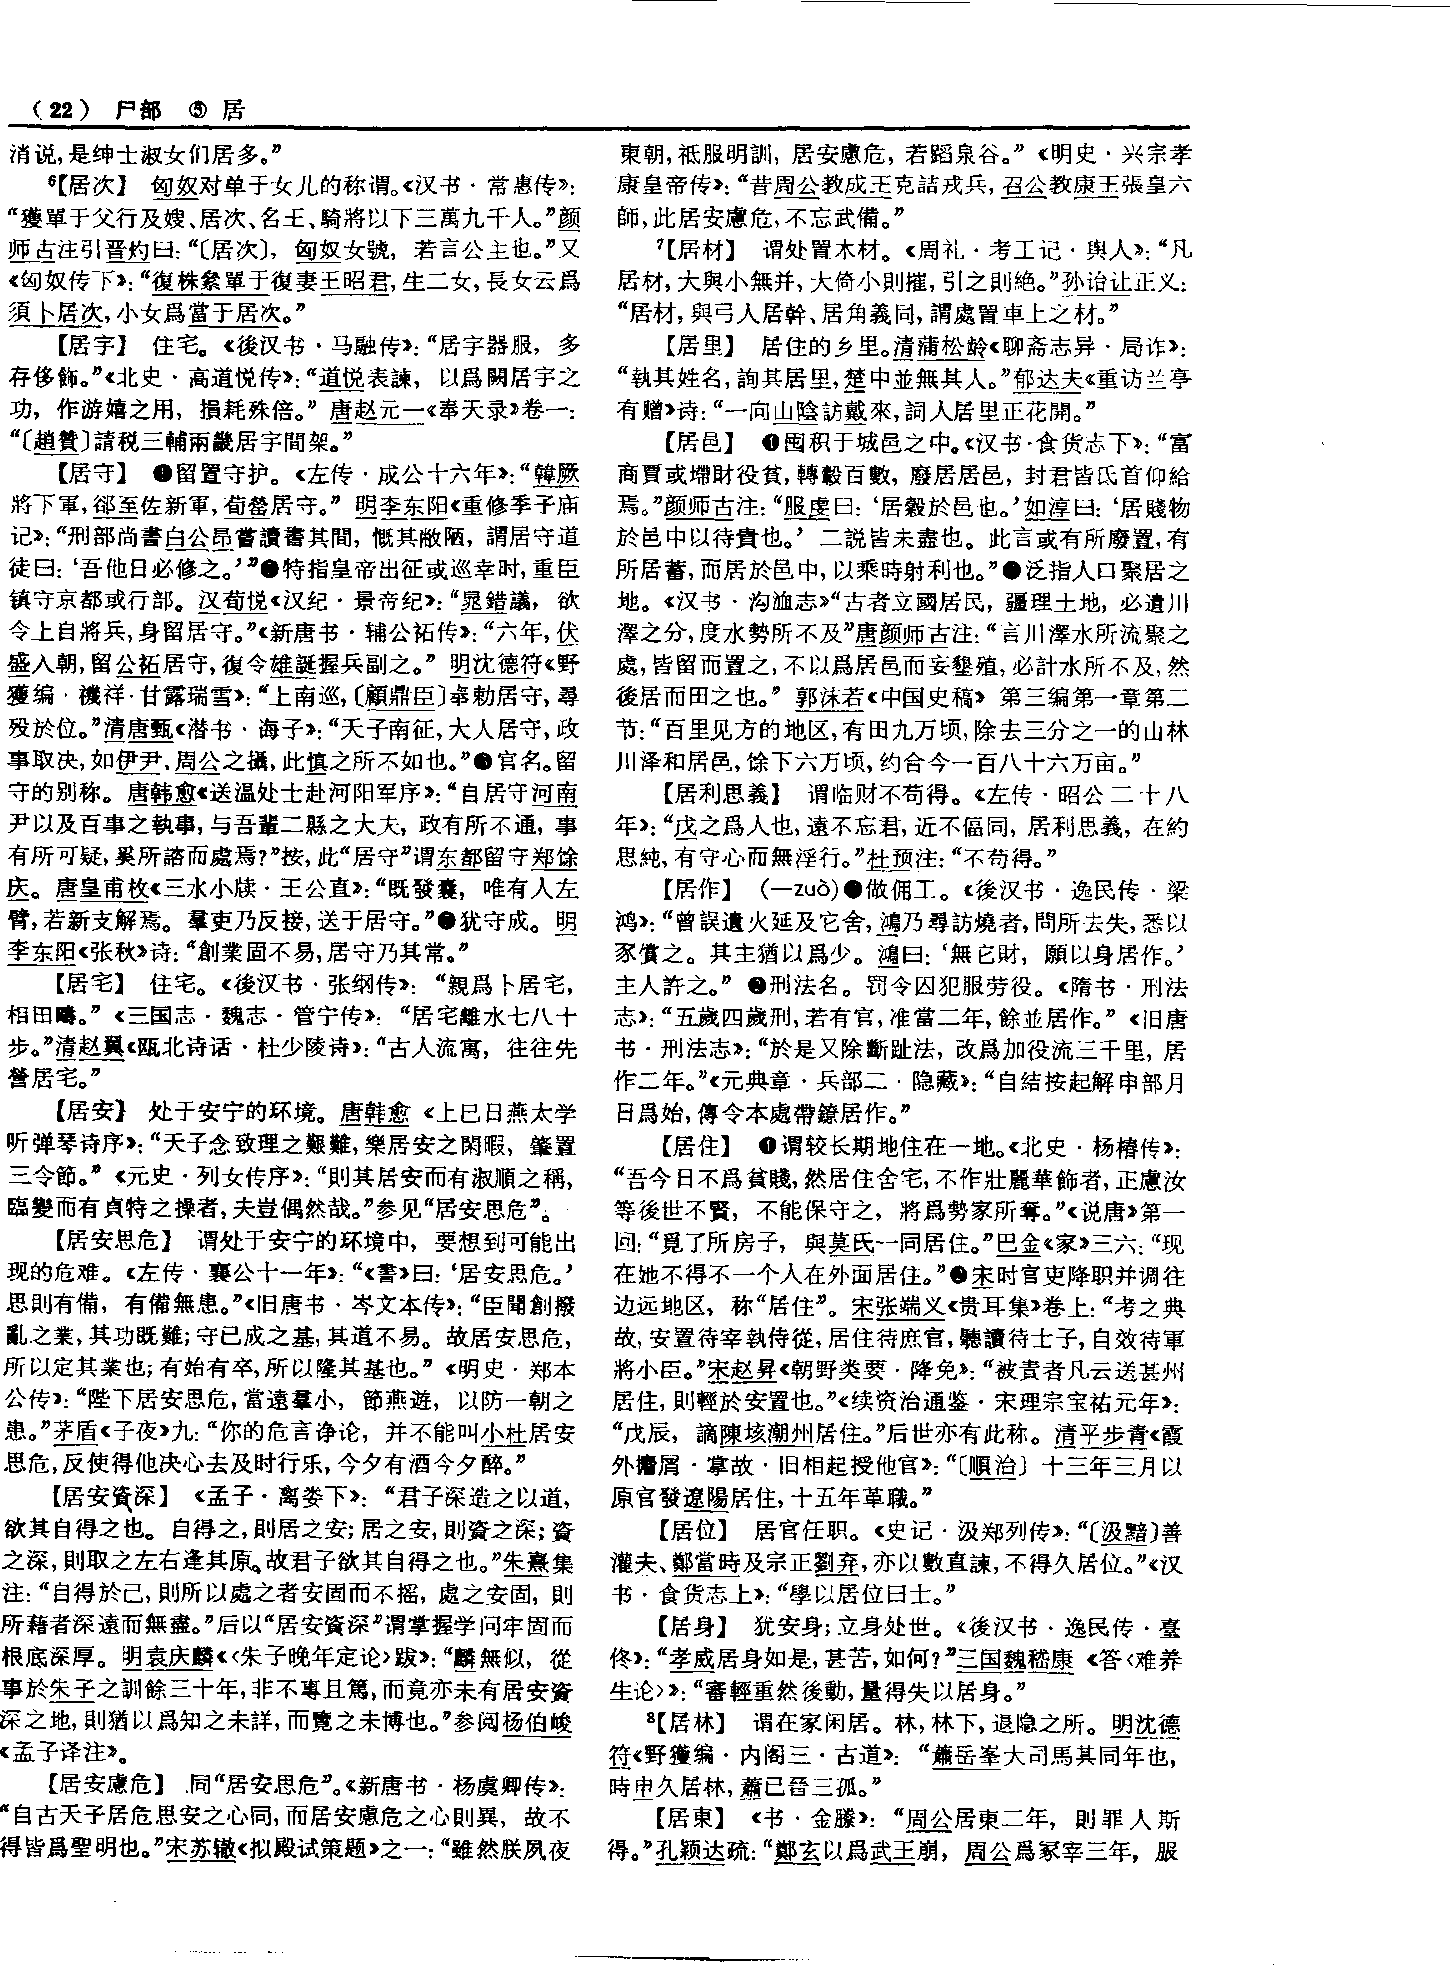 （22） 尸部 ⑤ 居
消说，是绅士淑女们居多。”
⁶【居次】 匈奴对单于女儿的称谓。《汉书·常惠传》：
“獲單于父行及嫂、居次、名王、騎將以下三萬九千人。”颜
师古注引晋灼曰：“〔居次〕，匈奴女號，若言公主也。”又
《匈奴传下》：“復株絫單于復妻王昭君，生二女，長女云爲
須卜居次，小女爲當于居次。”
【居宇】 住宅。《後汉书·马融传》：“居宇器服，多
存侈飾。”《北史·高道悦传》：“道悦表諫，以爲闕居宇之
功，作游嬉之用，損耗殊倍。”唐赵元一《奉天录》卷一：
“〔趙贊〕請税三輔兩畿居宇間架。”
【居守】 ❶留置守护。《左传·成公十六年》：“韓厥
將下軍，郤至佐新軍，荀罃居守。”明李东阳《重修季子庙
记》：“刑部尚書白公昂嘗讀書其間，慨其敝陋，謂居守道
徒曰：‘吾他日必修之。’”❷特指皇帝出征或巡幸时，重臣
镇守京都或行部。汉荀悦《汉纪·景帝纪》：“晁錯議，欲
令上自將兵，身留居守。”《新唐书·辅公祏传》：“六年，伏
盛入朝，留公祏居守，復令雄誕握兵副之。”明沈德符《野
獲编·禨祥·甘露瑞雪》：“上南巡，〔顧鼎臣〕奉勅居守，尋
殁於位。”清唐甄《潜书·诲子》：“天子南征，大人居守，政
事取决，如伊尹、周公之攝，此慎之所不如也。”❸官名。留
守的别称。唐韩愈《送温处士赴河阳军序》：“自居守河南
尹以及百事之執事，与吾輩二縣之大夫，政有所不通，事
有所可疑，奚所諮而處焉？”按，此“居守”谓东都留守郑馀
庆。唐皇甫枚《三水小牍·王公直》：“既發囊，唯有人左
臂，若新支解焉。羣吏乃反接，送于居守。”❹犹守成。明
李东阳《张秋》诗：“創業固不易，居守乃其常。”
【居宅】 住宅。《後汉书·张纲传》：“親爲卜居宅，
相田疇。”《三国志·魏志·管宁传》：“居宅離水七八十
步。”清赵翼《瓯北诗话·杜少陵诗》：“古人流寓，往往先
營居宅。”
【居安】 处于安宁的环境。唐韩愈《上巳日燕太学
听弹琴诗序》：“天子念致理之艱難，樂居安之閑暇，肇置
三令節。”《元史·列女传序》：“則其居安而有淑順之稱，
臨變而有貞特之操者，夫豈偶然哉。”参见“居安思危”。
【居安思危】 谓处于安宁的环境中，要想到可能出
现的危难。《左传·襄公十一年》：“《書》曰：‘居安思危。’
思則有備，有備無患。”《旧唐书·岑文本传》：“臣聞創撥
亂之業，其功既難；守已成之基，其道不易。故居安思危，
所以定其業也；有始有卒，所以隆其基也。”《明史·郑本
公传》：“陛下居安思危，當遠羣小，節燕遊，以防一朝之
患。”茅盾《子夜》九：“你的危言诤论，并不能叫小杜居安
思危，反使得他决心去及时行乐，今夕有酒今夕醉。”
【居安資深】 《孟子·离娄下》：“君子深造之以道，
欲其自得之也。自得之，則居之安；居之安，則資之深；資
之深，則取之左右逢其原。故君子欲其自得之也。”朱熹集
注：“自得於己，則所以處之者安固而不摇，處之安固，則
所藉者深遠而無盡。”后以“居安資深”谓掌握学问牢固而
根底深厚。明袁庆麟《〈朱子晚年定论〉跋》：“麟無似，從
事於朱子之訓餘三十年，非不專且篤，而竟亦未有居安資
深之地，則猶以爲知之未詳，而覽之未博也。”参阅杨伯峻
《孟子译注》。
【居安慮危】 同“居安思危”。《新唐书·杨虞卿传》：
“自古天子居危思安之心同，而居安慮危之心則異，故不
得皆爲聖明也。”宋苏辙《拟殿试策题》之一：“雖然朕夙夜
東朝，祗服明訓，居安慮危，若蹈泉谷。”《明史·兴宗孝
康皇帝传》：“昔周公教成王克詰戎兵，召公教康王張皇六
師，此居安慮危，不忘武備。”
⁷【居材】 谓处置木材。《周礼·考工记·舆人》：“凡
居材，大與小無并，大倚小則摧，引之則絶。”孙诒让正义：
“居材，與弓人居幹、居角義同，謂處置車上之材。”
【居里】 居住的乡里。清蒲松龄《聊斋志异·局诈》：
“執其姓名，詢其居里，楚中並無其人。”郁达夫《重访兰亭
有赠》诗：“一向山陰訪戴來，詞人居里正花開。”
【居邑】 ❶囤积于城邑之中。《汉书·食货志下》：“富
商賈或墆財役貧，轉轂百數，廢居居邑，封君皆氐首仰給
焉。”颜师古注：“服虔曰：‘居穀於邑也。’如淳曰：‘居賤物
於邑中以待貴也。’二説皆未盡也。此言或有所廢置，有
所居蓄，而居於邑中，以乘時射利也。”❷泛指人口聚居之
地。《汉书·沟洫志》“古者立國居民，疆理土地，必遺川
澤之分，度水勢所不及”唐颜师古注：“言川澤水所流聚之
處，皆留而置之，不以爲居邑而妄墾殖，必計水所不及，然
後居而田之也。”郭沫若《中国史稿》第三编第一章第二
节：“百里见方的地区，有田九万顷，除去三分之一的山林
川泽和居邑，馀下六万顷，约合今一百八十六万亩。”
【居利思義】 谓临财不苟得。《左传·昭公二十八
年》：“戊之爲人也，遠不忘君，近不偪同，居利思義，在約
思純，有守心而無淫行。”杜预注：“不苟得。”
【居作】 （—zuò）❶做佣工。《後汉书·逸民传·梁
鸿》：“曾誤遺火延及它舍，鴻乃尋訪燒者，問所去失，悉以
豕償之。其主猶以爲少。鴻曰：‘無它財，願以身居作。’
主人許之。”❷刑法名。罚令囚犯服劳役。《隋书·刑法
志》：“五歲四歲刑，若有官，准當二年，餘並居作。”《旧唐
书·刑法志》：“於是又除斷趾法，改爲加役流三千里，居
作二年。”《元典章·兵部二·隐藏》：“自结按起解申部月
日爲始，傳令本處帶鐐居作。”
【居住】 ❶谓较长期地住在一地。《北史·杨椿传》：
“吾今日不爲貧賤，然居住舍宅，不作壯麗華飾者，正慮汝
等後世不賢，不能保守之，將爲勢家所奪。”《说唐》第一
回：“覓了所房子，與莫氏一同居住。”巴金《家》三六：“现
在她不得不一个人在外面居住。”❷宋时官吏降职并调往
边远地区，称“居住”。宋张端义《贵耳集》卷上：“考之典
故，安置待宰執侍從，居住待庶官，聽讀待士子，自效待軍
將小臣。”宋赵昇《朝野类要·降免》：“被責者凡云送甚州
居住，則輕於安置也。”《续资治通鉴·宋理宗宝祐元年》：
“戊辰，謫陳垓潮州居住。”后世亦有此称。清平步青《霞
外攟屑·掌故·旧相起授他官》：“〔順治〕十三年三月以
原官發遼陽居住，十五年革職。”
【居位】 居官任职。《史记·汲郑列传》：“〔汲黯〕善
灌夫、鄭當時及宗正劉弃，亦以數直諫，不得久居位。”《汉
书·食货志上》：“學以居位曰士。”
【居身】 犹安身；立身处世。《後汉书·逸民传·臺
佟》：“孝威居身如是，甚苦，如何？”三国魏嵇康《答〈难养
生论〉》：“審輕重然後動，量得失以居身。”
⁸【居林】 谓在家闲居。林，林下，退隐之所。明沈德
符《野獲编·内阁三·古道》：“蕭岳峯大司馬其同年也，
時申久居林，蕭已晉三孤。”
【居東】 《书·金縢》：“周公居東二年，則罪人斯
得。”孔颖达疏：“鄭玄以爲武王崩，周公爲冢宰三年，服